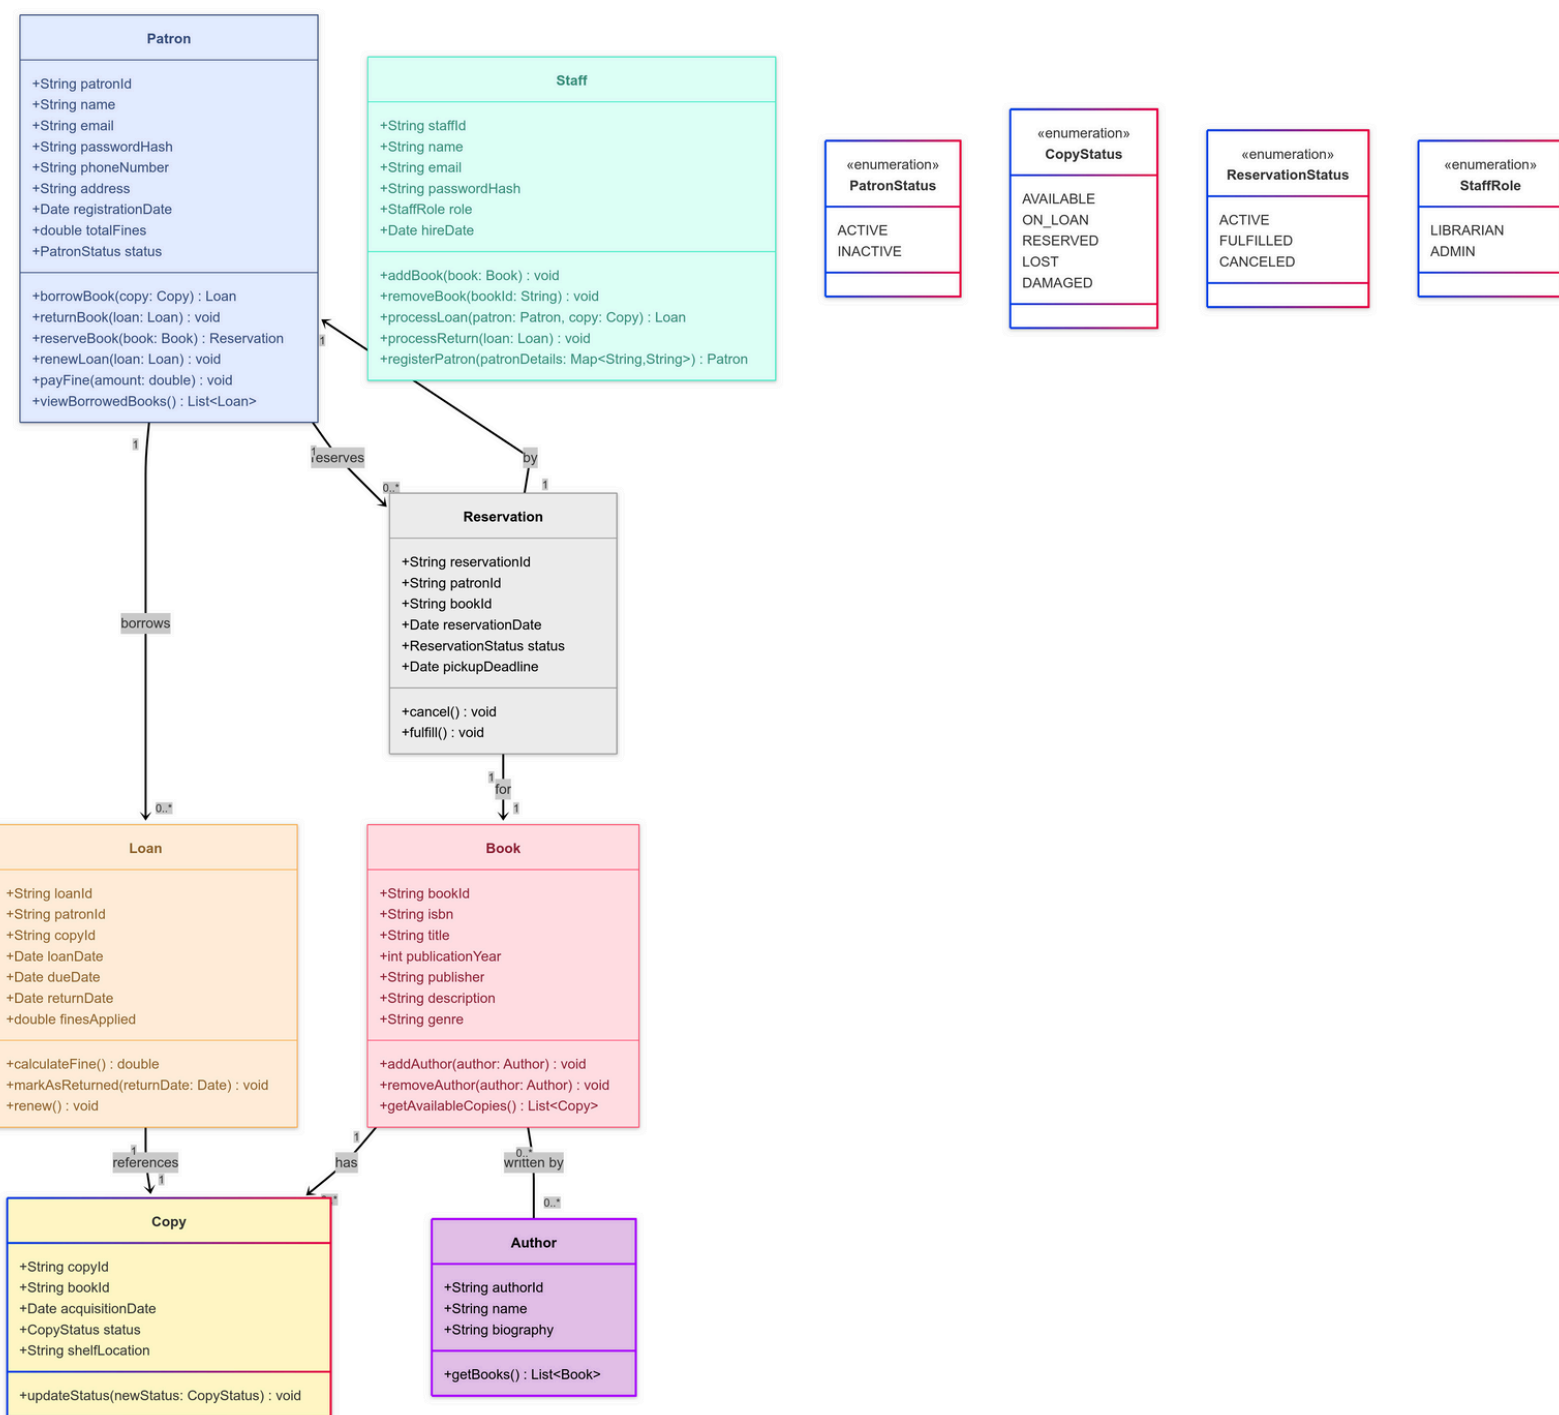 Patron
+String patronId
+String name
+String email
+String passwordHash
+String phoneNumber
+String address
+Date registrationDate
+double totalFines
+PatronStatus status
+borrowBook(copy: Copy) : Loan
+returnBook(loan: Loan) : void
+reserveBook(book: Book) : Reservation
+renewLoan(loan: Loan) : void
+payFine(amount: double) : void
+viewBorrowedBooks() : List<Loan>
Staff
+String staffId
+String name
+String email
+String passwordHash
+StaffRole role
+Date hireDate
+addBook(book: Book) : void
+removeBook(bookId: String) : void
+processLoan(patron: Patron, copy: Copy) : Loan
+processReturn(loan: Loan) : void
+registerPatron(patronDetails: Map<String,String>) : Patron
«enumeration»
PatronStatus
ACTIVE
INACTIVE
«enumeration»
CopyStatus
AVAILABLE
ON_LOAN
RESERVED
LOST
DAMAGED
«enumeration»
ReservationStatus
ACTIVE
FULFILLED
CANCELED
«enumeration»
StaffRole
LIBRARIAN
ADMIN
1
1
1
eserves
by
0..*
1
Reservation
+String reservationId
+String patronId
+String bookId
+Date reservationDate
+ReservationStatus status
+Date pickupDeadline
+cancel() : void
+fulfill() : void
borrows
1
for
0..*
1
Loan
+String loanId
+String patronId
+String copyId
+Date loanDate
+Date dueDate
+Date returnDate
+double finesApplied
+calculateFine() : double
+markAsReturned(returnDate: Date) : void
+renew() : void
Book
+String bookId
+String isbn
+String title
+int publicationYear
+String publisher
+String description
+String genre
+addAuthor(author: Author) : void
+removeAuthor(author: Author) : void
+getAvailableCopies() : List<Copy>
1
references
1
1
has
0..*
written by
0..*
Copy
+String copyId
+String bookId
+Date acquisitionDate
+CopyStatus status
+String shelfLocation
+updateStatus(newStatus: CopyStatus) : void
Author
+String authorId
+String name
+String biography
+getBooks() : List<Book>